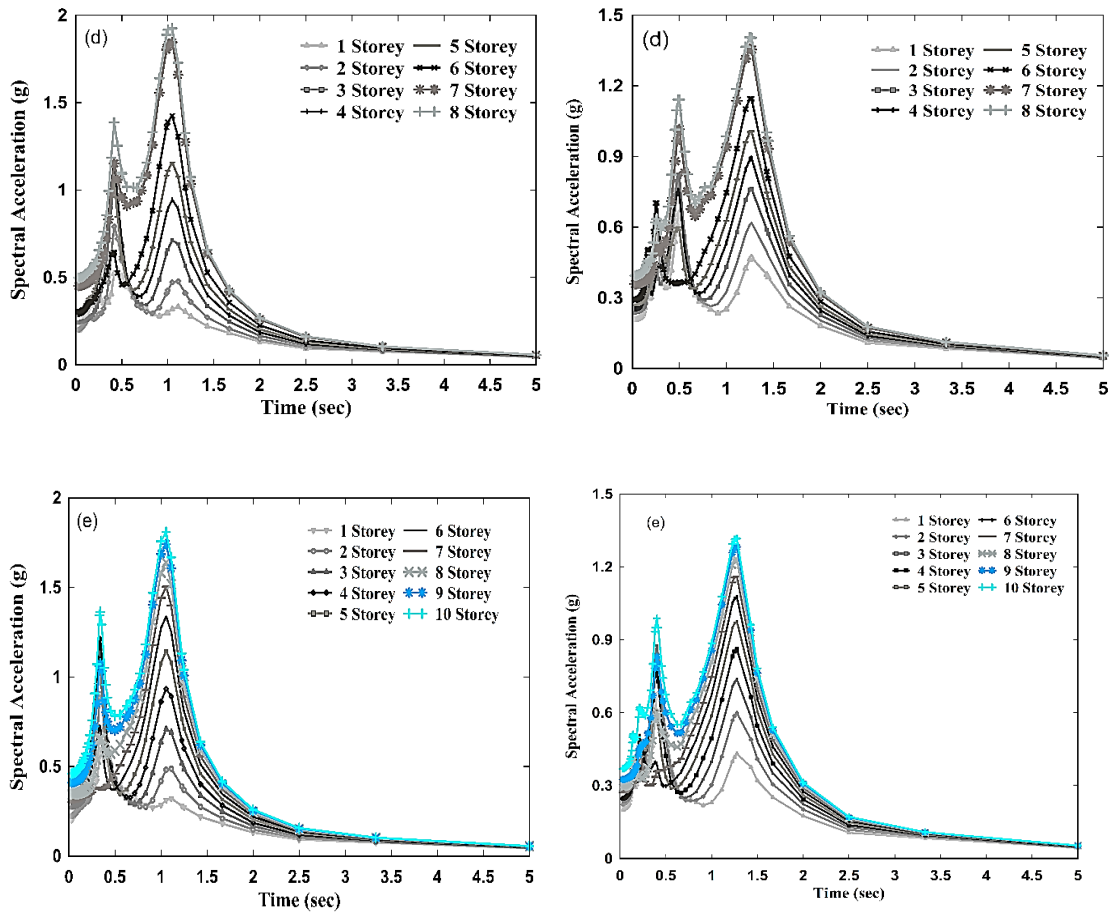 (d)
2
1.5
1
0.5
0
Spectral Acceleration (g)
1 Storey 5 Storey
2 Storey 6 Storey
3 Storey 7 Storey
4 Storey 8 Storey
0 0.5 1 1.5 2 2.5 3 3.5 4 4.5 5
Time (sec)
(d)
1.5
1.2
0.9
0.6
0.3
0
Spectral Acceleration (g)
1 Storey 5 Storey
2 Storey 6 Storey
3 Storey 7 Storey
4 Storey 8 Storey
0 0.5 1 1.5 2 2.5 3 3.5 4 4.5 5
Time (sec)
(e)
2
1.5
1
0.5
0
Spectral Acceleration (g)
1 Storey 6 Storey
2 Storey 7 Storey
3 Storey 8 Storey
4 Storey 9 Storey
5 Storey 10 Storey
0 0.5 1 1.5 2 2.5 3 3.5 4 4.5 5
Time (sec)
(e)
1.5
1.2
0.9
0.6
0.3
0
Spectral Acceleration (g)
1 Storey 6 Storey
2 Storey 7 Storey
3 Storey 8 Storey
4 Storey 9 Storey
5 Storey 10 Storey
0 0.5 1 1.5 2 2.5 3 3.5 4 4.5 5
Time (sec)